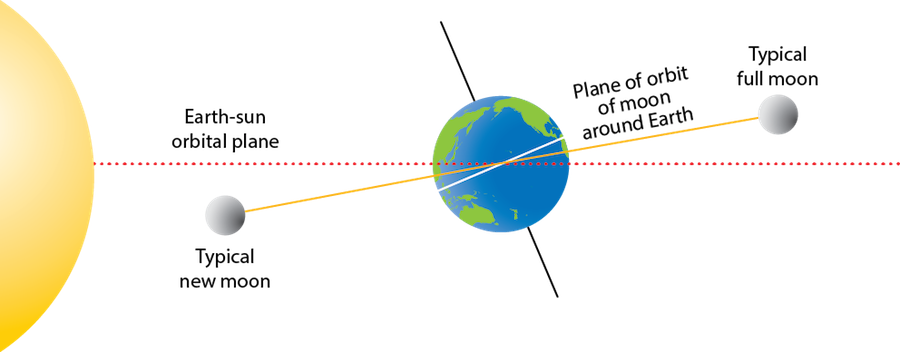 Earth-sun
orbital plane
Typical
new moon
Plane of orbit
of moon
around Earth
Typical
full moon